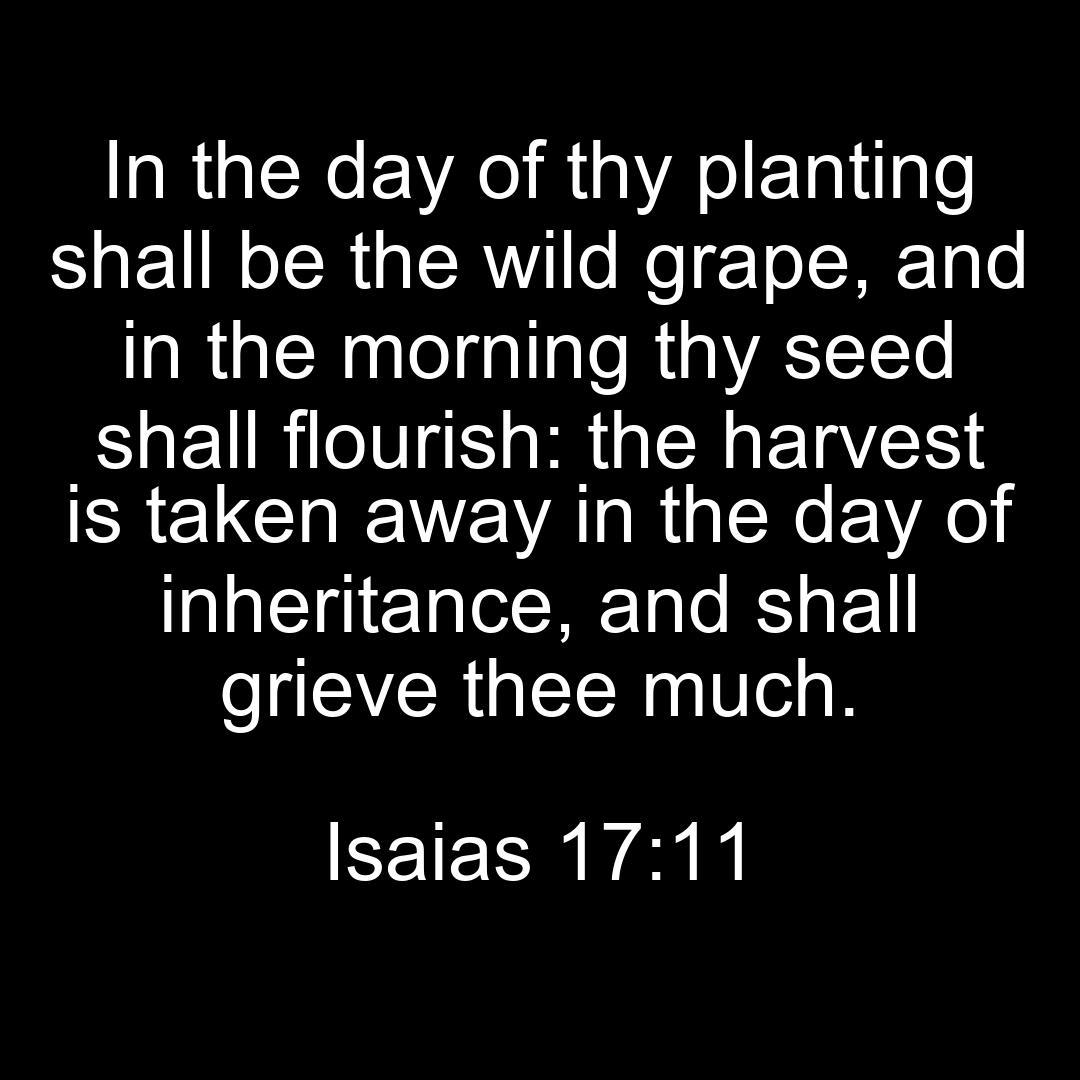 In the day of thy planting
shall be the wild grape, and
in the morning thy seed
shall flourish: the harvest
is taken away in the day of
inheritance, and shall
grieve thee much.
Isaias 17:11